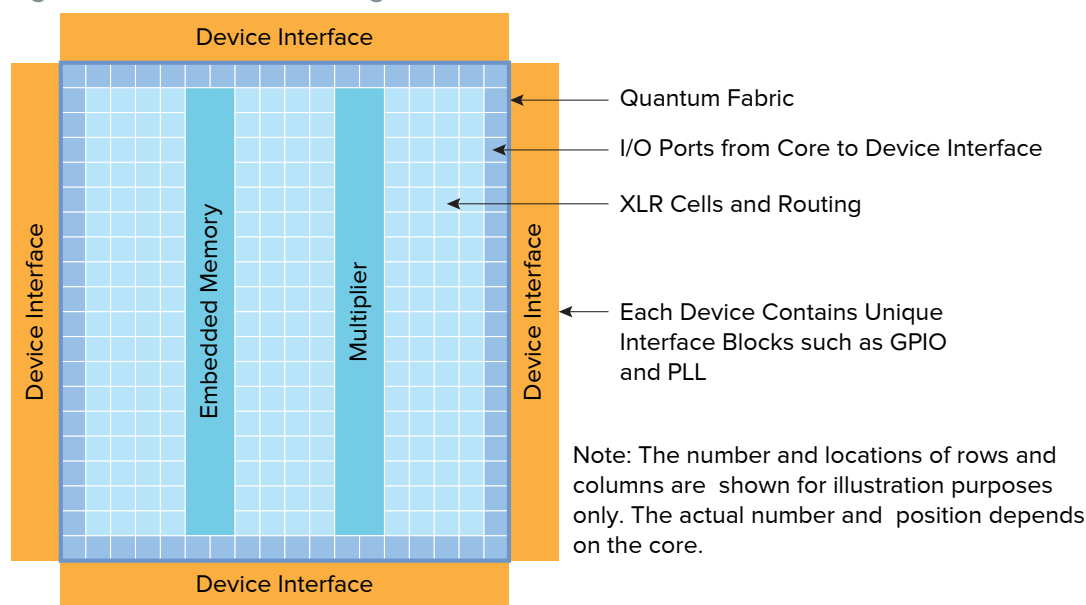 Device Interface
Quantum Fabric
I/O Ports from Core to Device Interface
XLR Cells and Routing
Device Interface
Embedded Memory
Multiplier
Device Interface
Each Device Contains Unique
Interface Blocks such as GPIO
and PLL
Note: The number and locations of rows and
columns are  shown for illustration purposes
only. The actual number and  position depends
on the core.
Device Interface